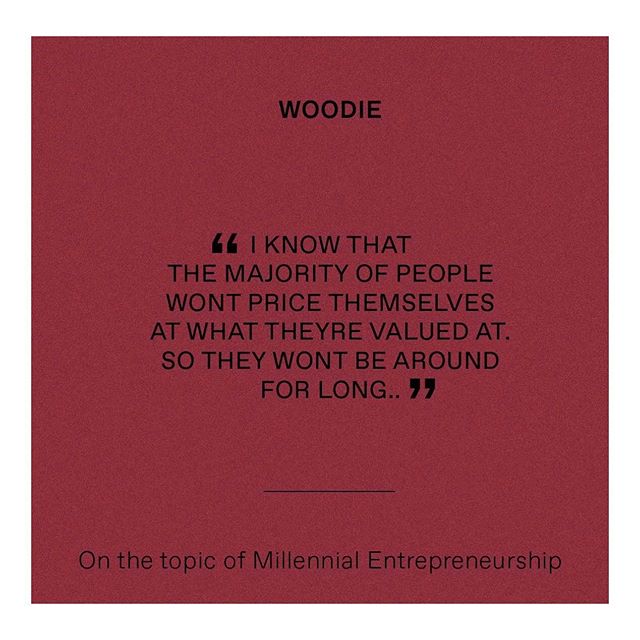 WOODIE
“ I KNOW THAT
THE MAJORITY OF PEOPLE
WONT PRICE THEMSELVES
AT WHAT THEYRE VALUED AT.
SO THEY WONT BE AROUND
FOR LONG.. ”
On the topic of Millennial Entrepreneurship